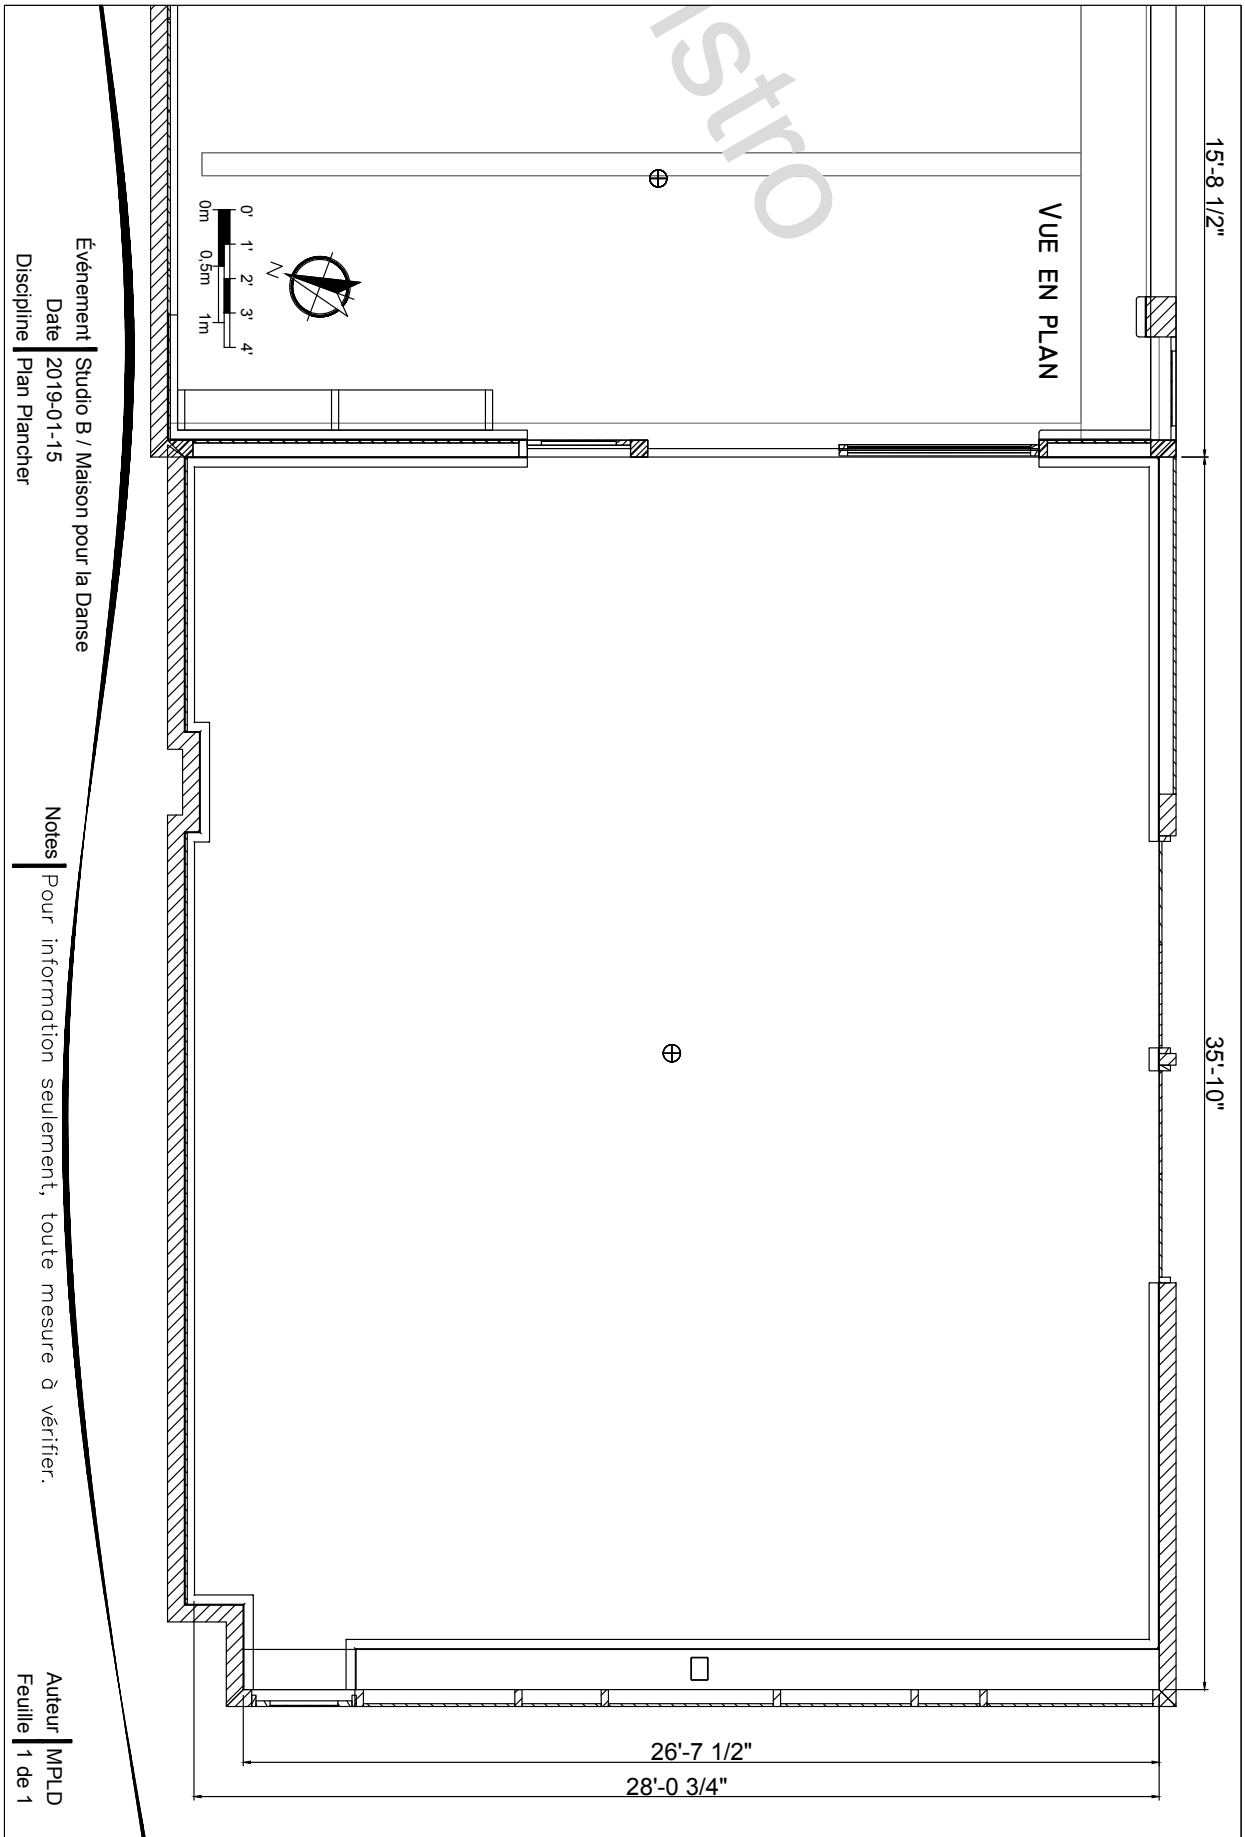 15'-8 1/2"
35'-10"
istro
VUE EN PLAN
N
0' 1' 2' 3' 4'
0m 0,5m 1m
26'-7 1/2"
28'-0 3/4"
Événement Studio B / Maison pour la Danse
Date 2019-01-15
Discipline Plan Plancher
Notes Pour information seulement, toute mesure à vérifier.
Auteur MPLD
Feuille 1 de 1